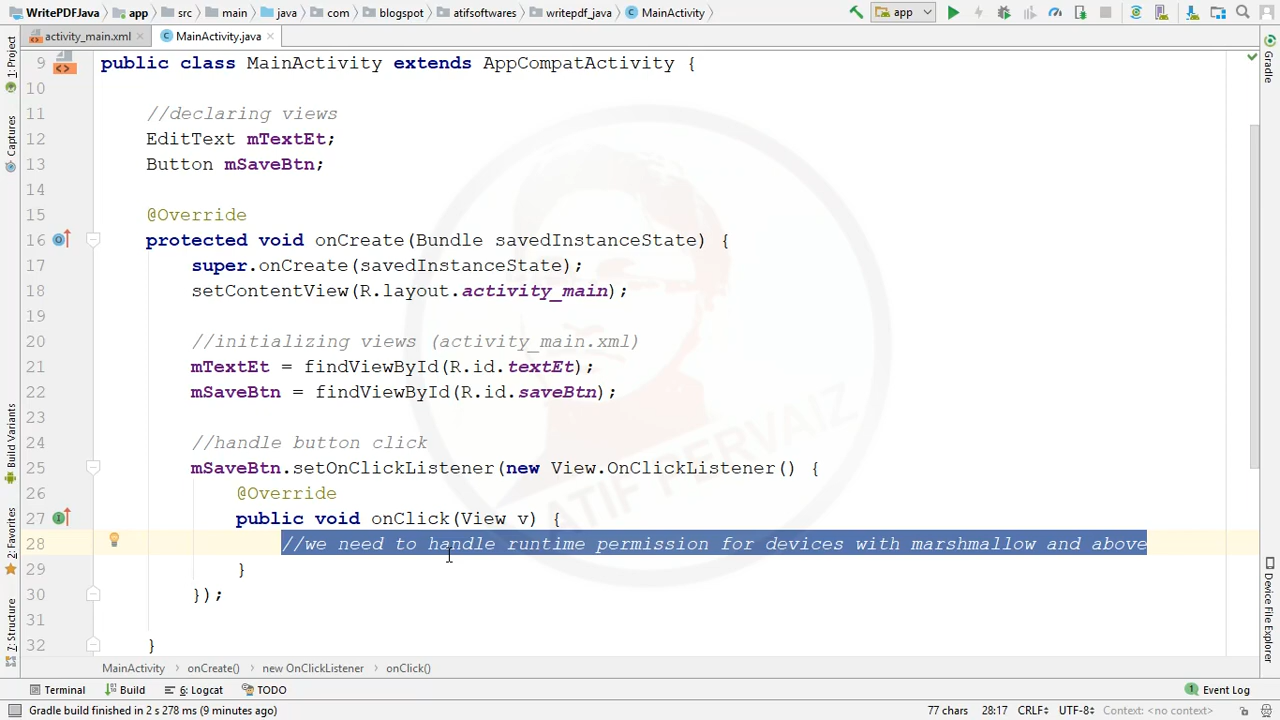 WritePDFJava app src main java com blogspot atifsoftwares writepdf_java MainActivity app
activity_main.xml MainActivity.java
9 public class MainActivity extends AppCompatActivity {
10
11 //declaring views
12 EditText mTextEt;
13 Button mSaveBtn;
14
15 @Override
16 protected void onCreate(Bundle savedInstanceState) {
17 super.onCreate(savedInstanceState);
18 setContentView(R.layout.activity_main);
19
20 //initializing views (activity_main.xml)
21 mTextEt = findViewById(R.id.textEt);
22 mSaveBtn = findViewById(R.id.saveBtn);
23
24 //handle button click
25 mSaveBtn.setOnClickListener(new View.OnClickListener() {
26 @Override
27 public void onClick(View v) {
28 //we need to handle runtime permission for devices with marshmallow and above
29 }
30 });
31
32 }
MainActivity onCreate() new OnClickListener onClick()
Terminal Build 6: Logcat TODO 1 Event Log
Gradle build finished in 2 s 278 ms (9 minutes ago) 77 chars 28:17 CRLF UTF-8 Context: <no context>
1: Project
Captures
Build Variants
2: Favorites
Z: Structure
Gradle
Device File Explorer
ATIF PERVAIZ